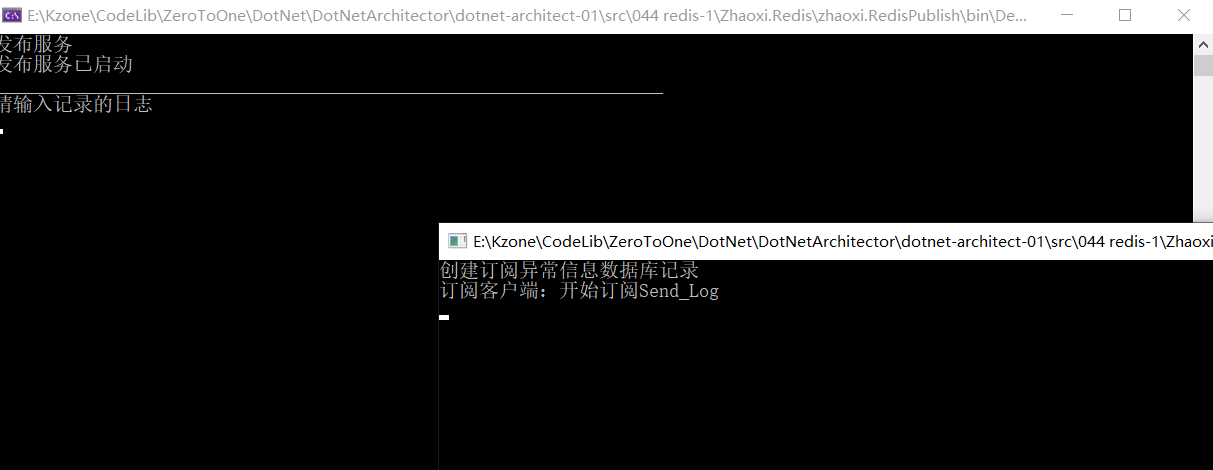 E:\Kzone\CodeLib\ZeroToOne\DotNet\DotNetArchitector\dotnet-architect-01\src\044 redis-1\Zhaoxi.Redis\zhaoxi.RedisPublish\bin\De...
发布服务
发布服务已启动
请输入记录的日志
E:\Kzone\CodeLib\ZeroToOne\DotNet\DotNetArchitector\dotnet-architect-01\src\044 redis-1\Zhaoxi
创建订阅异常信息数据库记录
订阅客户端：开始订阅Send_Log